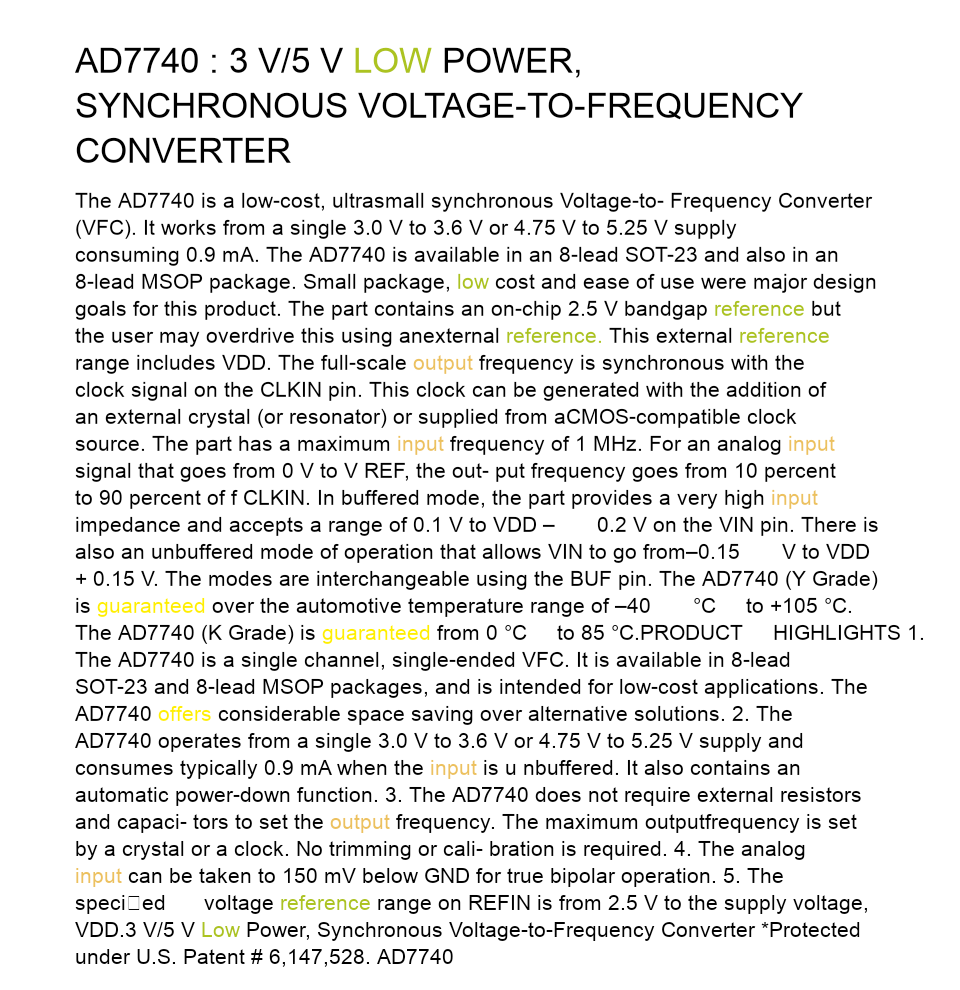 AD7740 : 3 V/5 V LOW POWER,
SYNCHRONOUS VOLTAGE-TO-FREQUENCY
CONVERTER
The AD7740 is a low-cost, ultrasmall synchronous Voltage-to- Frequency Converter
(VFC). It works from a single 3.0 V to 3.6 V or 4.75 V to 5.25 V supply
consuming 0.9 mA. The AD7740 is available in an 8-lead SOT-23 and also in an
8-lead MSOP package. Small package, low cost and ease of use were major design
goals for this product. The part contains an on-chip 2.5 V bandgap reference but
the user may overdrive this using anexternal reference. This external reference
range includes VDD. The full-scale output frequency is synchronous with the
clock signal on the CLKIN pin. This clock can be generated with the addition of
an external crystal (or resonator) or supplied from aCMOS-compatible clock
source. The part has a maximum input frequency of 1 MHz. For an analog input
signal that goes from 0 V to V REF, the out- put frequency goes from 10 percent
to 90 percent of f CLKIN. In buffered mode, the part provides a very high input
impedance and accepts a range of 0.1 V to VDD – 0.2 V on the VIN pin. There is
also an unbuffered mode of operation that allows VIN to go from–0.15 V to VDD
+ 0.15 V. The modes are interchangeable using the BUF pin. The AD7740 (Y Grade)
is guaranteed over the automotive temperature range of –40 °C to +105 °C.
The AD7740 (K Grade) is guaranteed from 0 °C to 85 °C.PRODUCT HIGHLIGHTS 1.
The AD7740 is a single channel, single-ended VFC. It is available in 8-lead
SOT-23 and 8-lead MSOP packages, and is intended for low-cost applications. The
AD7740 offers considerable space saving over alternative solutions. 2. The
AD7740 operates from a single 3.0 V to 3.6 V or 4.75 V to 5.25 V supply and
consumes typically 0.9 mA when the input is u nbuffered. It also contains an
automatic power-down function. 3. The AD7740 does not require external resistors
and capaci- tors to set the output frequency. The maximum outputfrequency is set
by a crystal or a clock. No trimming or cali- bration is required. 4. The analog
input can be taken to 150 mV below GND for true bipolar operation. 5. The
speci□ed voltage reference range on REFIN is from 2.5 V to the supply voltage,
VDD.3 V/5 V Low Power, Synchronous Voltage-to-Frequency Converter *Protected
under U.S. Patent # 6,147,528. AD7740